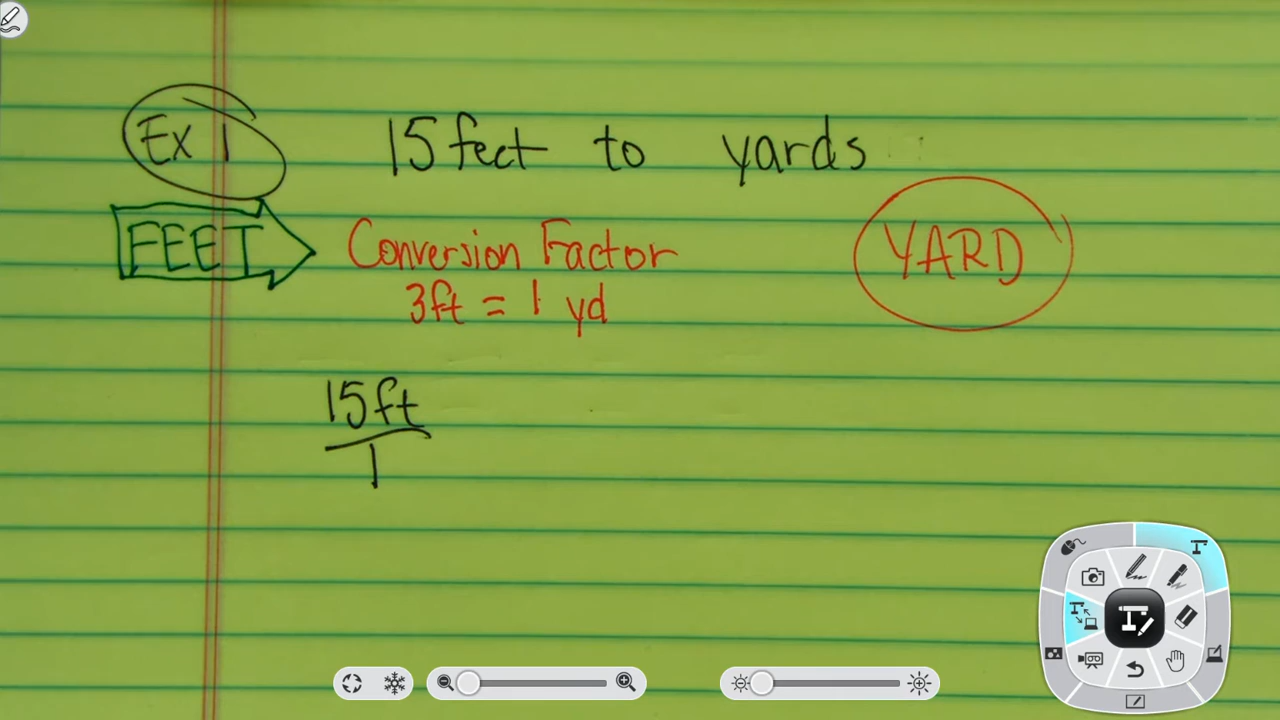 Ex 1 15 feet to yards
FEET Conversion Factor YARD
3ft = 1 yd
15ft
1